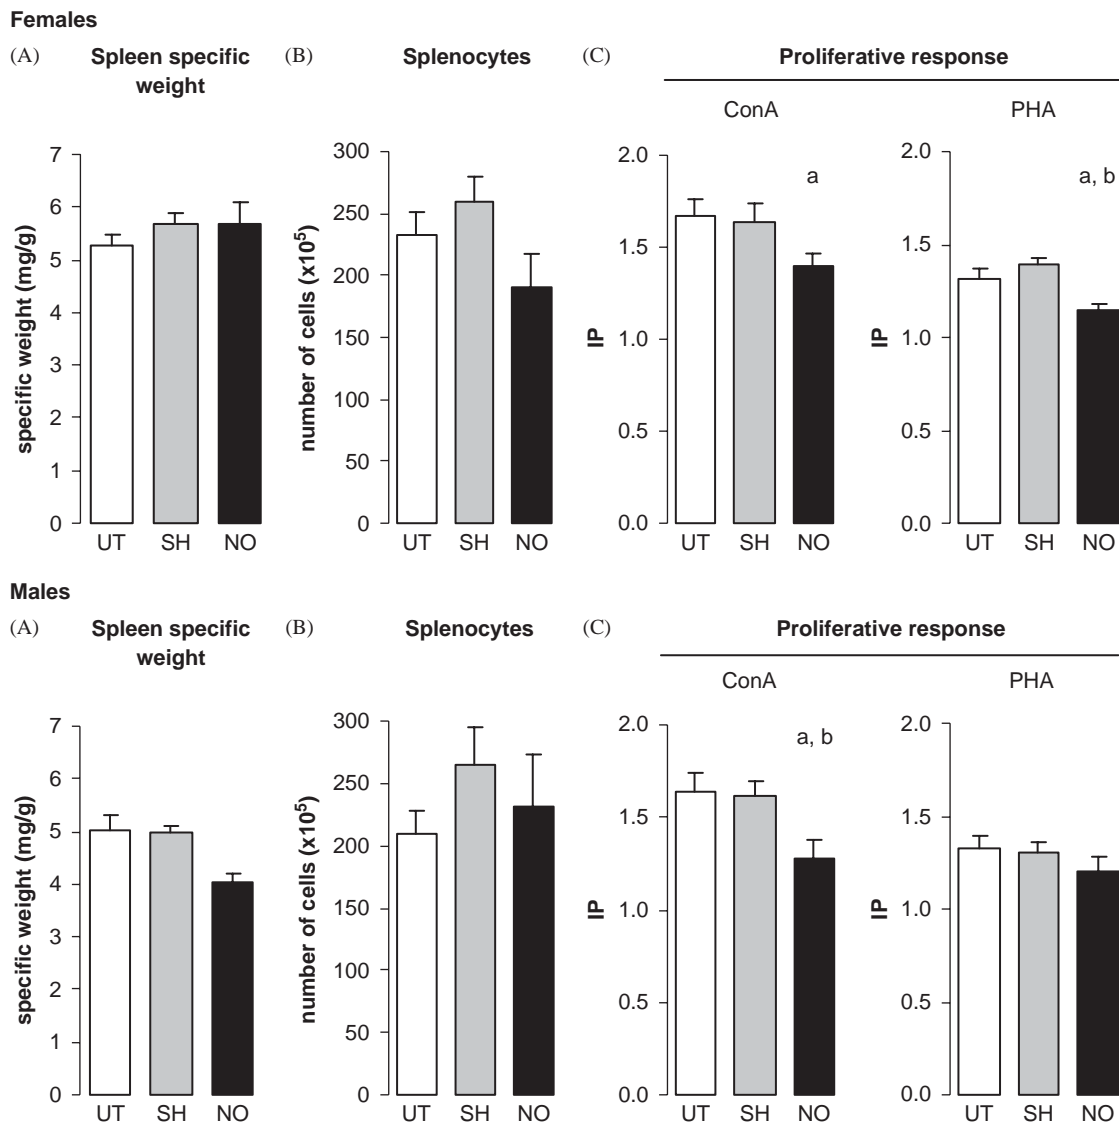 Females
(A) Spleen specific weight (B) Splenocytes (C) Proliferative response
ConA PHA
specific weight (mg/g)
7
6
5
4
3
2
1
0
UT SH NO
number of cells (x10⁵)
300
250
200
150
100
50
0
UT SH NO
IP
2.0
1.5
1.0
0.5
0.0
a
UT SH NO
IP
2.0
1.5
1.0
0.5
0.0
a, b
UT SH NO
Males
(A) Spleen specific weight (B) Splenocytes (C) Proliferative response
ConA PHA
specific weight (mg/g)
7
6
5
4
3
2
1
0
UT SH NO
number of cells (x10⁵)
300
250
200
150
100
50
0
UT SH NO
IP
2.0
1.5
1.0
0.5
0.0
a, b
UT SH NO
IP
2.0
1.5
1.0
0.5
0.0
UT SH NO